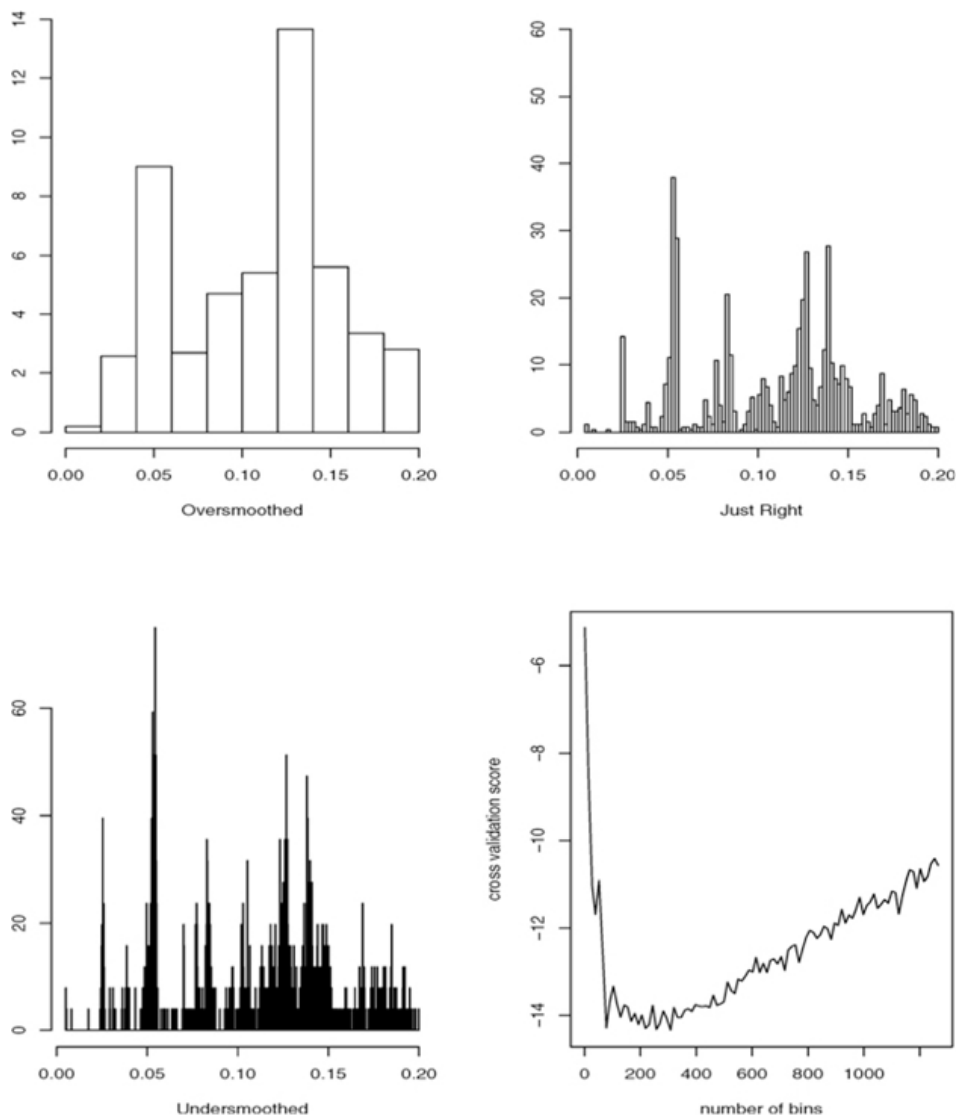 14
12
10
8
6
4
2
0
0.00 0.05 0.10 0.15 0.20
Oversmoothed
60
50
40
30
20
10
0
0.00 0.05 0.10 0.15 0.20
Just Right
60
40
20
0
0.00 0.05 0.10 0.15 0.20
Undersmoothed
cross validation score
−6
−8
−10
−12
−14
0 200 400 600 800 1000
number of bins